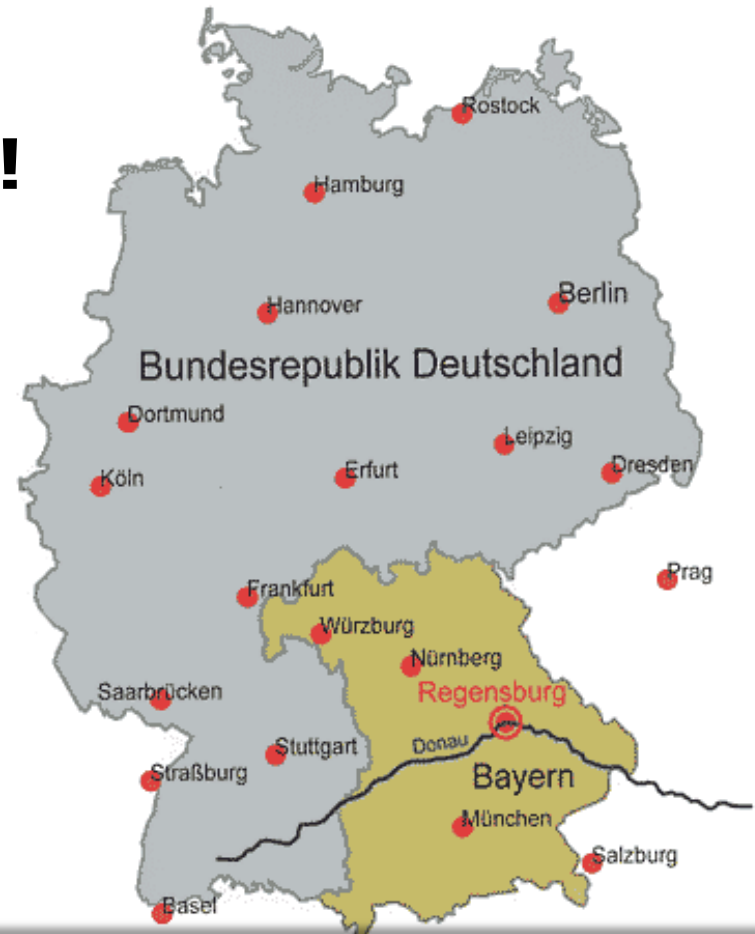 Rostock
!
Hamburg
Berlin
Hannover
Bundesrepublik Deutschland
Dortmund
Leipzig
Dresden
Erfurt
Köln
Prag
Frankfurt
Würzburg
Nürnberg
Saarbrücken
Regensburg
Donau
Stuttgart
Straßburg
Bayern
München
Salzburg
Basel